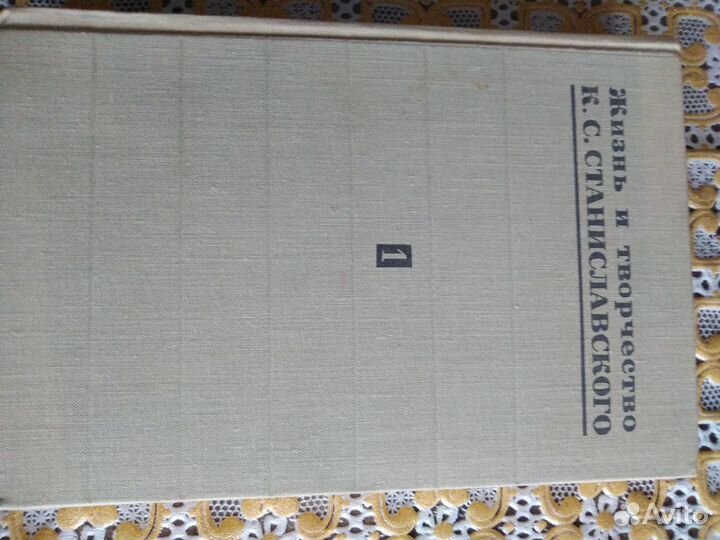 Жизнь и творчество
К. С. СТАНИСЛАВСКОГО
1
Avito